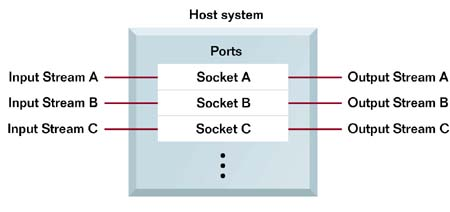 Host system
Ports
Input Stream A Socket A Output Stream A
Input Stream B Socket B Output Stream B
Input Stream C Socket C Output Stream C